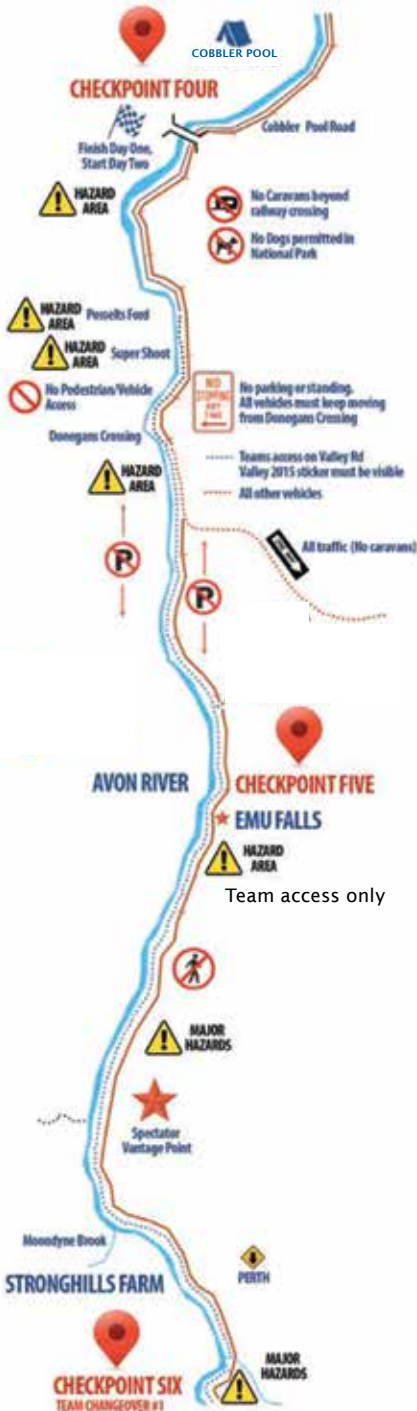 COBBLER POOL
CHECKPOINT FOUR
Finish Day One,
Start Day Two
Cobbler Pool Road
HAZARD
AREA
No Caravans beyond
railway crossing
No Dogs permitted in
National Park
HAZARD
AREA
Posselts Ford
HAZARD
AREA
Super Shoot
No Pedestrian/Vehicle
Access
NO
STOPPING
ANY
TIME
No parking or standing.
All vehicles must keep moving
from Donegans Crossing
Donegans Crossing
Teams access on Valley Rd
Valley 2015 sticker must be visible
All other vehicles
HAZARD
AREA
P
P
All traffic (No caravans)
AVON RIVER
CHECKPOINT FIVE
EMU FALLS
HAZARD
AREA
Team access only
MAJOR
HAZARDS
Spectator
Vantage Point
Moondyne Brook
STRONGHILLS FARM
PERTH
CHECKPOINT SIX
TEAM CHANGEOVER #1
MAJOR
HAZARDS